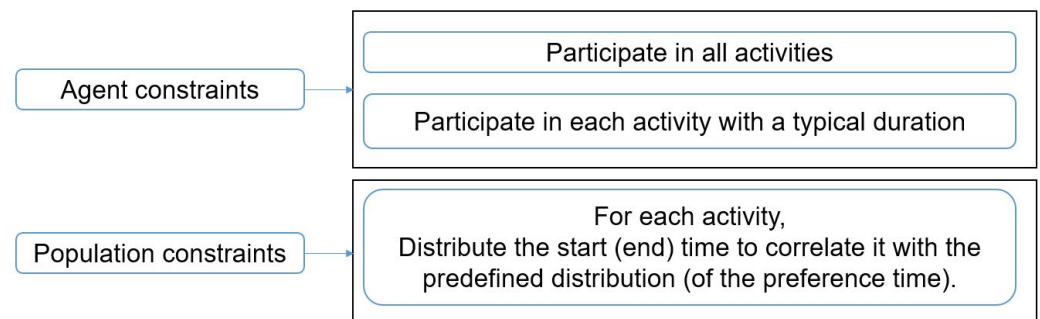 Agent constraints
Participate in all activities
Participate in each activity with a typical duration
Population constraints
For each activity,
Distribute the start (end) time to correlate it with the
predefined distribution (of the preference time).